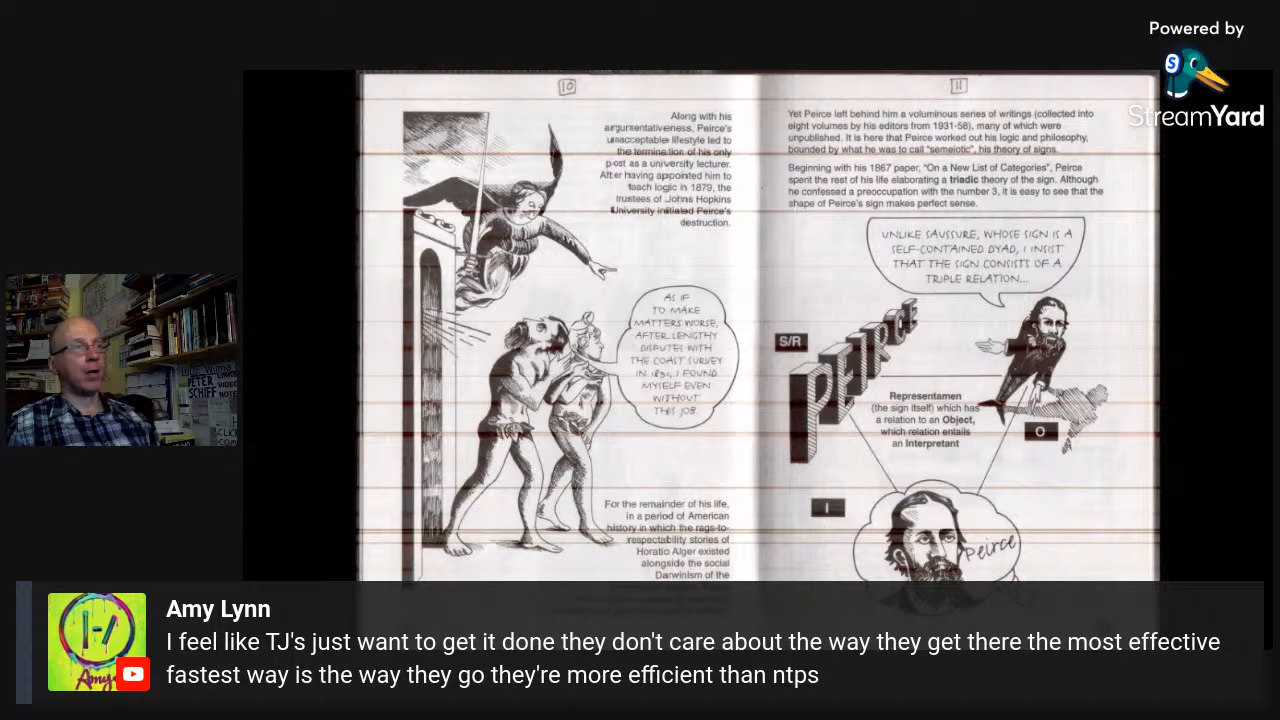 Powered by
StreamYard
10
11
Along with his
argumentativeness, Peirce's
unacceptable lifestyle led to
the termination of his only
post as a university lecturer.
After having appointed him to
teach logic in 1879, the
trustees of Johns Hopkins
University initiated Peirce's
destruction.
AS IF
TO MAKE
MATTERS WORSE,
AFTER LENGTHY
DISPUTES WITH
THE COAST SURVEY
IN 1891, I FOUND
MYSELF EVEN
WITHOUT
THIS JOB.
For the remainder of his life,
in a period of American
history in which the rags-to-
respectability stories of
Horatio Alger existed
alongside the social
Darwinism of the
Yet Peirce left behind him a voluminous series of writings (collected into
eight volumes by his editors from 1931-58), many of which were
unpublished. It is here that Peirce worked out his logic and philosophy,
bounded by what he was to call "semeiotic", his theory of signs.
Beginning with his 1867 paper, "On a New List of Categories", Peirce
spent the rest of his life elaborating a triadic theory of the sign. Although
he confessed a preoccupation with the number 3, it is easy to see that the
shape of Peirce's sign makes perfect sense.
UNLIKE SAUSSURE, WHOSE SIGN IS A
SELF-CONTAINED DYAD, I INSIST
THAT THE SIGN CONSISTS OF A
TRIPLE RELATION...
S/R
PEIRCE
Representamen
(the sign itself) which has
a relation to an Object,
which relation entails
an Interpretant
O
I
Peirce
PETER
SCHIFF
LINKS
VIDEO
NOTE
Amy Lynn
I feel like TJ's just want to get it done they don't care about the way they get there the most effective
fastest way is the way they go they're more efficient than ntps